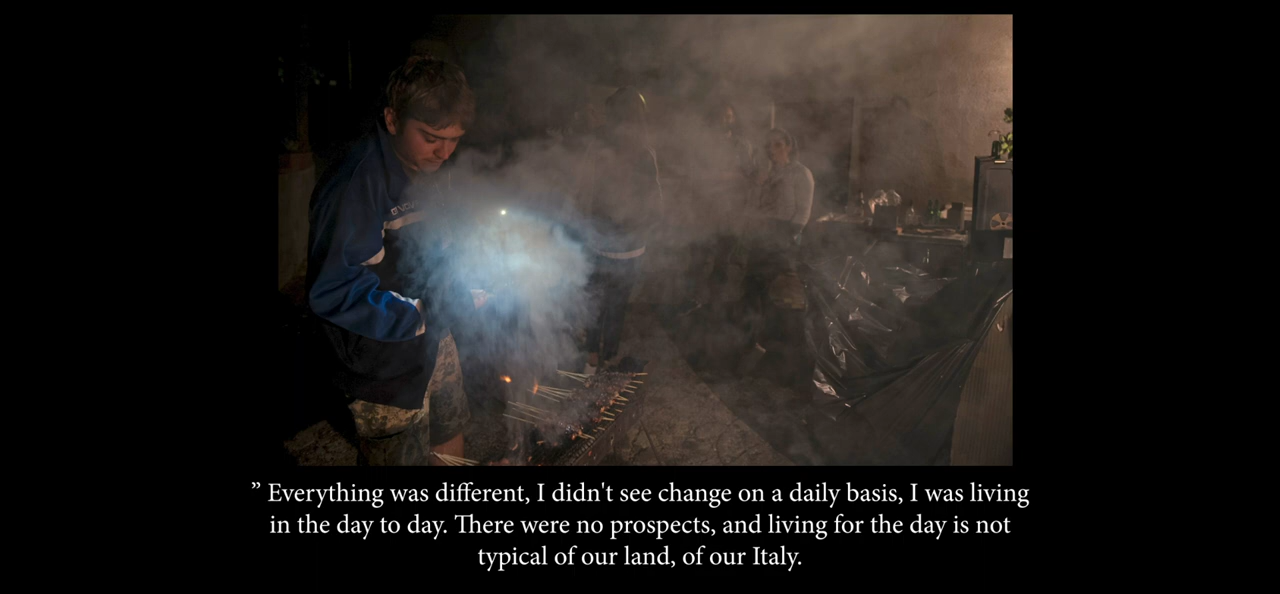 ” Everything was different, I didn't see change on a daily basis, I was living
in the day to day. There were no prospects, and living for the day is not
typical of our land, of our Italy.